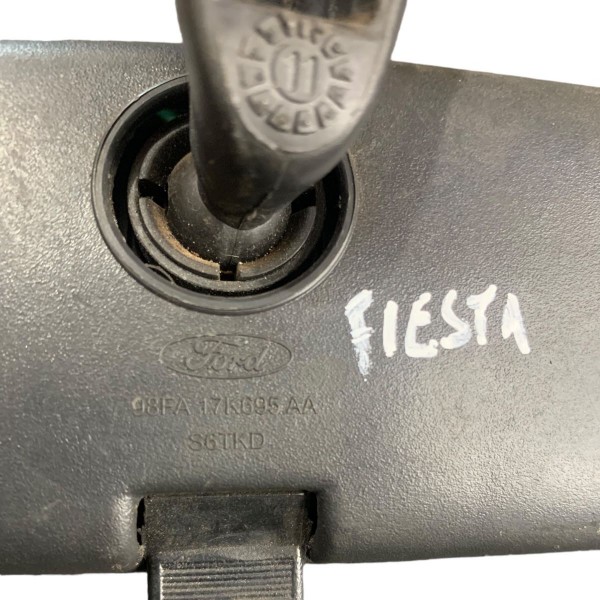 11
Ford
FIESTA
98FA 17K695 AA
S6TKD